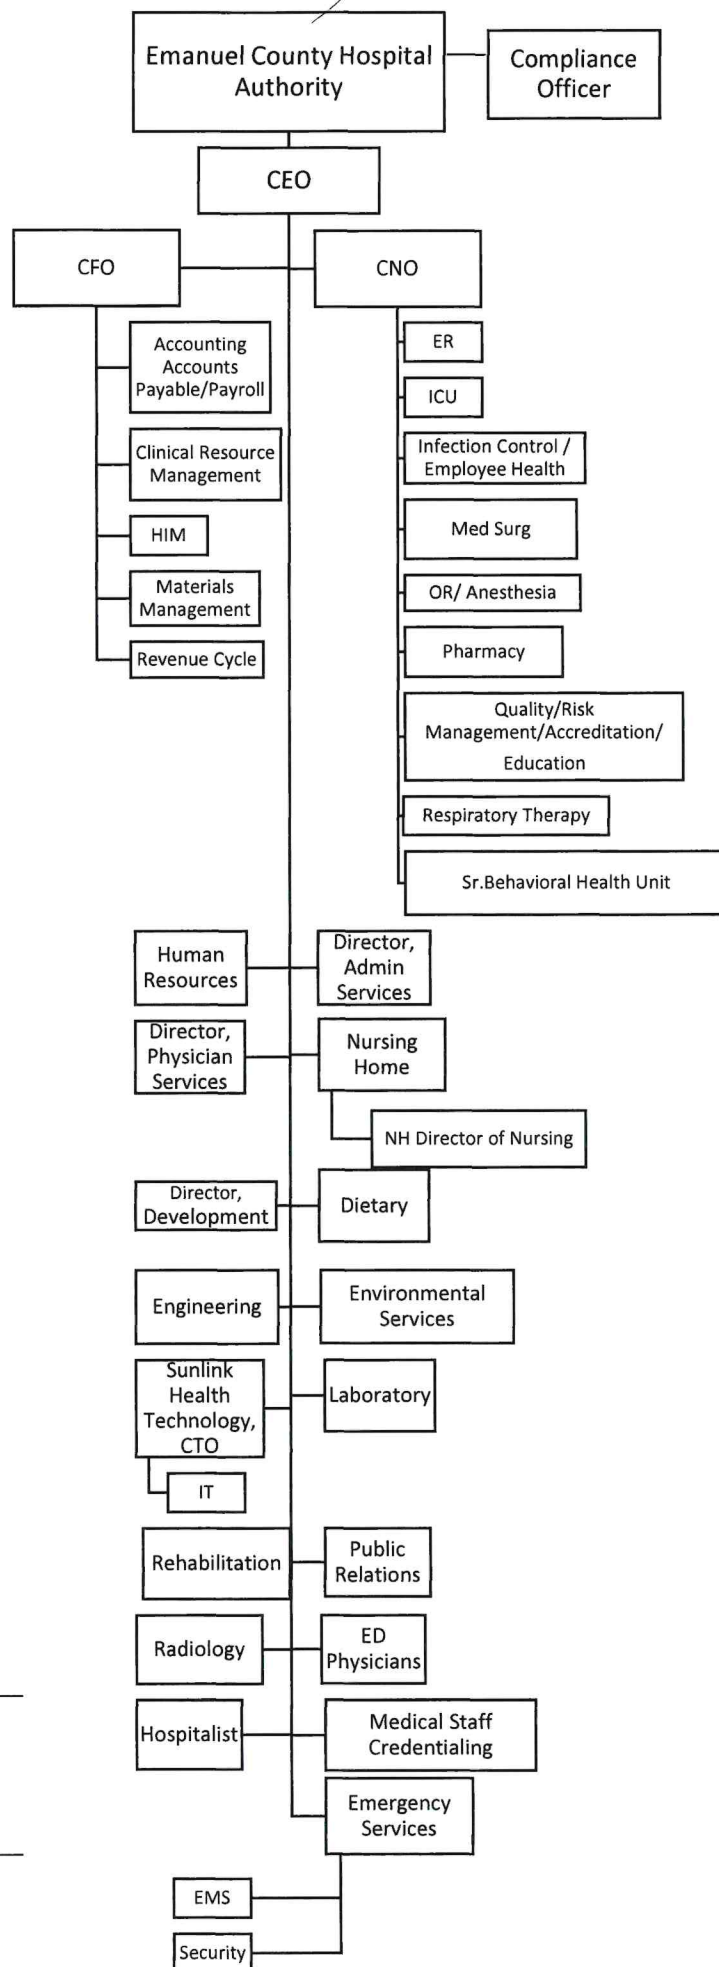 Emanuel County Hospital
Authority
Compliance
Officer
CEO
CFO
CNO
Accounting
Accounts
Payable/Payroll
Clinical Resource
Management
HIM
Materials
Management
Revenue Cycle
ER
ICU
Infection Control /
Employee Health
Med Surg
OR/ Anesthesia
Pharmacy
Quality/Risk
Management/Accreditation/
Education
Respiratory Therapy
Sr.Behavioral Health Unit
Human
Resources
Director,
Admin
Services
Director,
Physician
Services
Nursing
Home
NH Director of Nursing
Director,
Development
Dietary
Engineering
Environmental
Services
Sunlink
Health
Technology,
CTO
Laboratory
IT
Rehabilitation
Public
Relations
Radiology
ED
Physicians
Hospitalist
Medical Staff
Credentialing
Emergency
Services
EMS
Security